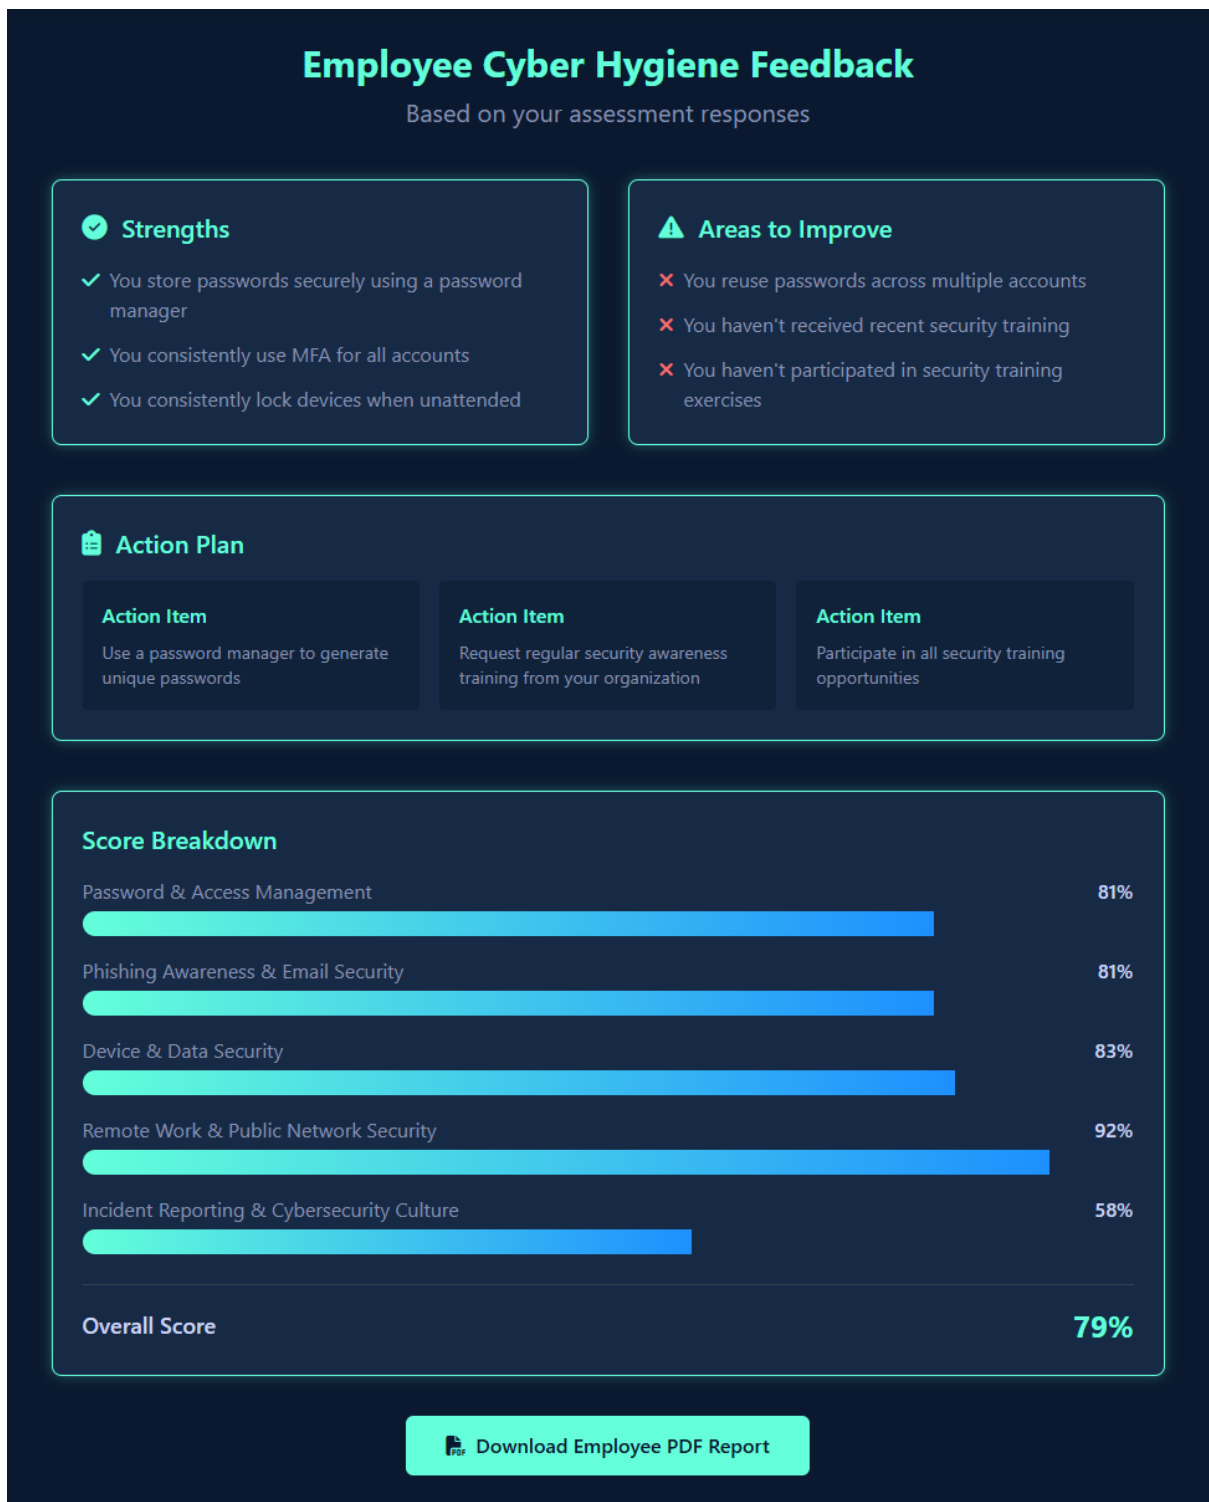 Employee Cyber Hygiene Feedback
Based on your assessment responses
Strengths
You store passwords securely using a password
manager
You consistently use MFA for all accounts
You consistently lock devices when unattended
Areas to Improve
You reuse passwords across multiple accounts
You haven't received recent security training
You haven't participated in security training
exercises
Action Plan
Action Item
Use a password manager to generate
unique passwords
Action Item
Request regular security awareness
training from your organization
Action Item
Participate in all security training
opportunities
Score Breakdown
Password & Access Management 81%
Phishing Awareness & Email Security 81%
Device & Data Security 83%
Remote Work & Public Network Security 92%
Incident Reporting & Cybersecurity Culture 58%
Overall Score 79%
PDF Download Employee PDF Report